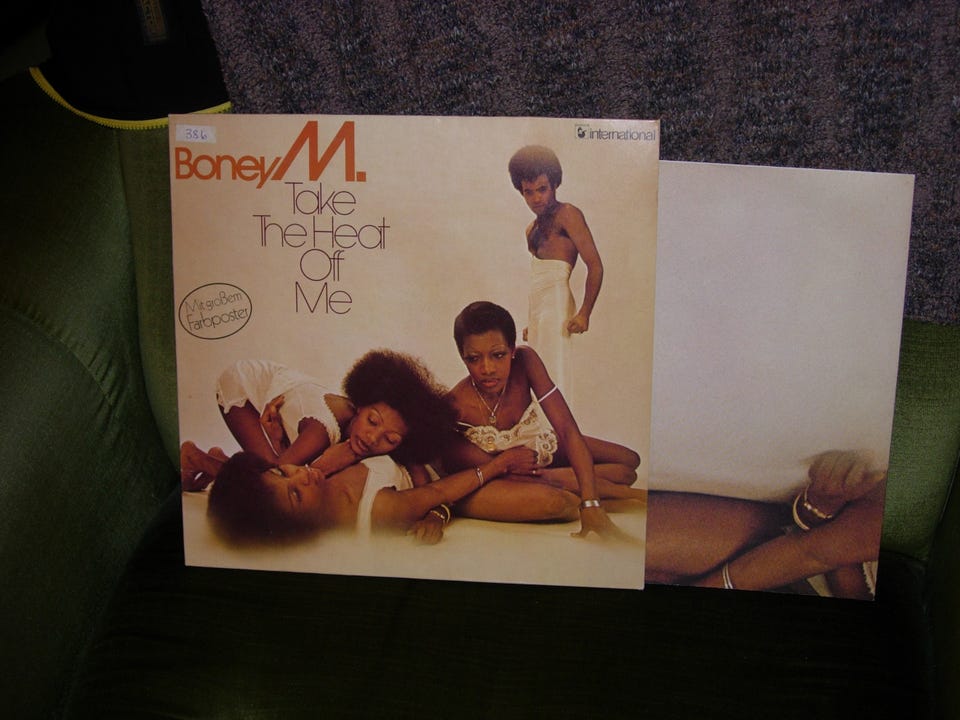 386
Boney M.
Take
The Heat
Off
Me
Mit großem
Farbposter
international